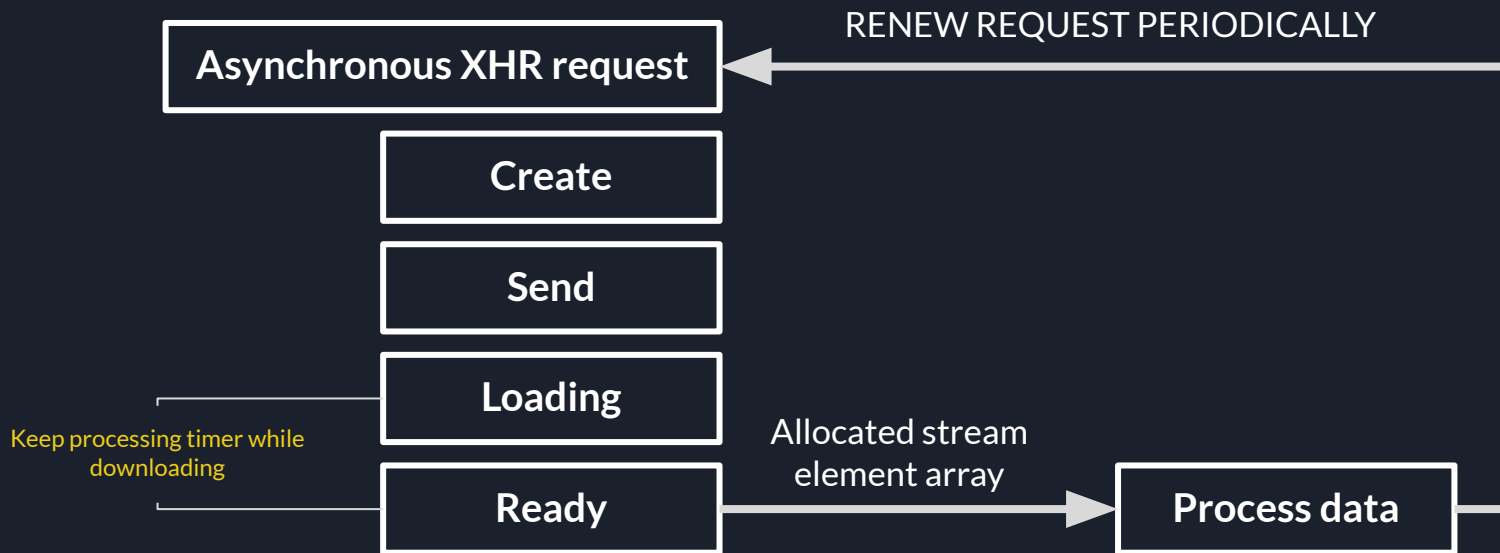 RENEW REQUEST PERIODICALLY
Asynchronous XHR request
Create
Send
Loading
Keep processing timer while
downloading
Allocated stream
element array
Ready
Process data